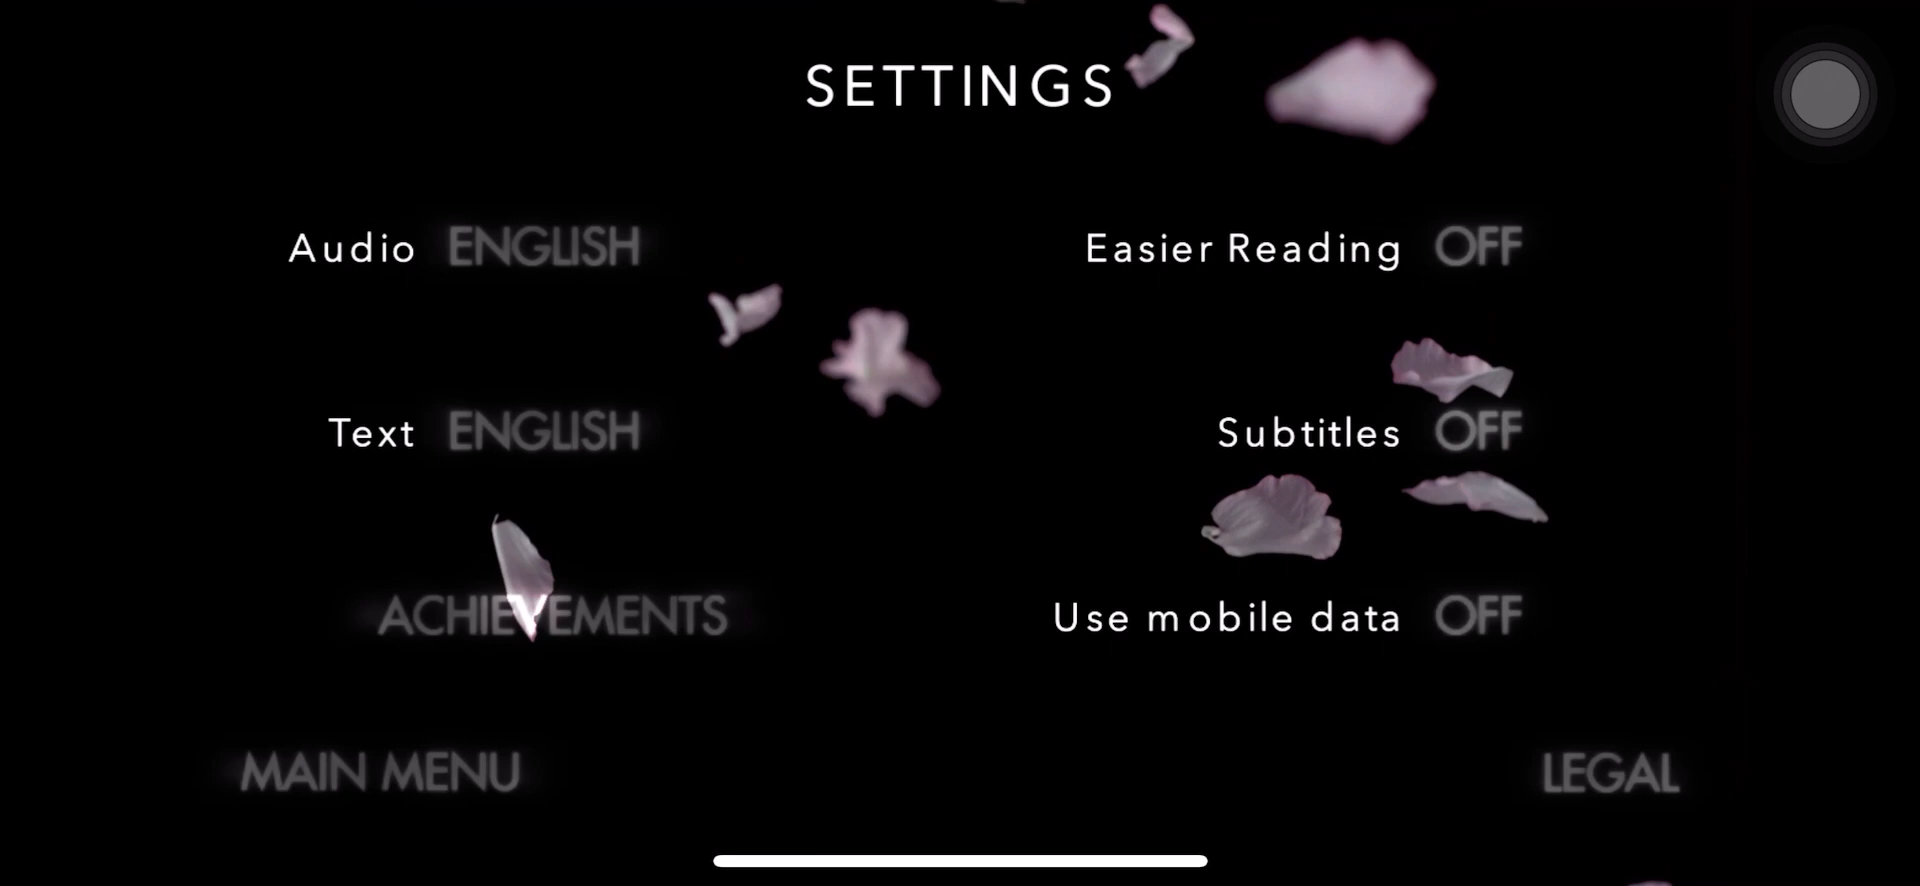 SETTINGS
Audio ENGLISH
Easier Reading OFF
Text ENGLISH
Subtitles OFF
ACHIEVEMENTS
Use mobile data OFF
MAIN MENU
LEGAL